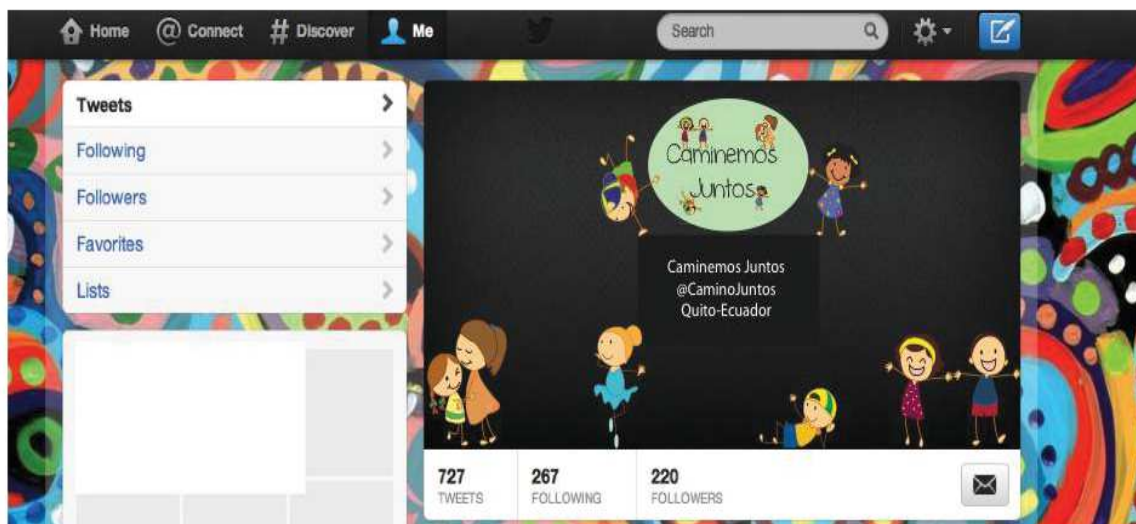 Home @ Connect # Discover Me Search
Tweets
Following
Followers
Favorites
Lists
Caminemos
Juntos
Caminemos Juntos
@CaminoJuntos
Quito-Ecuador
727 267 220
TWEETS FOLLOWING FOLLOWERS